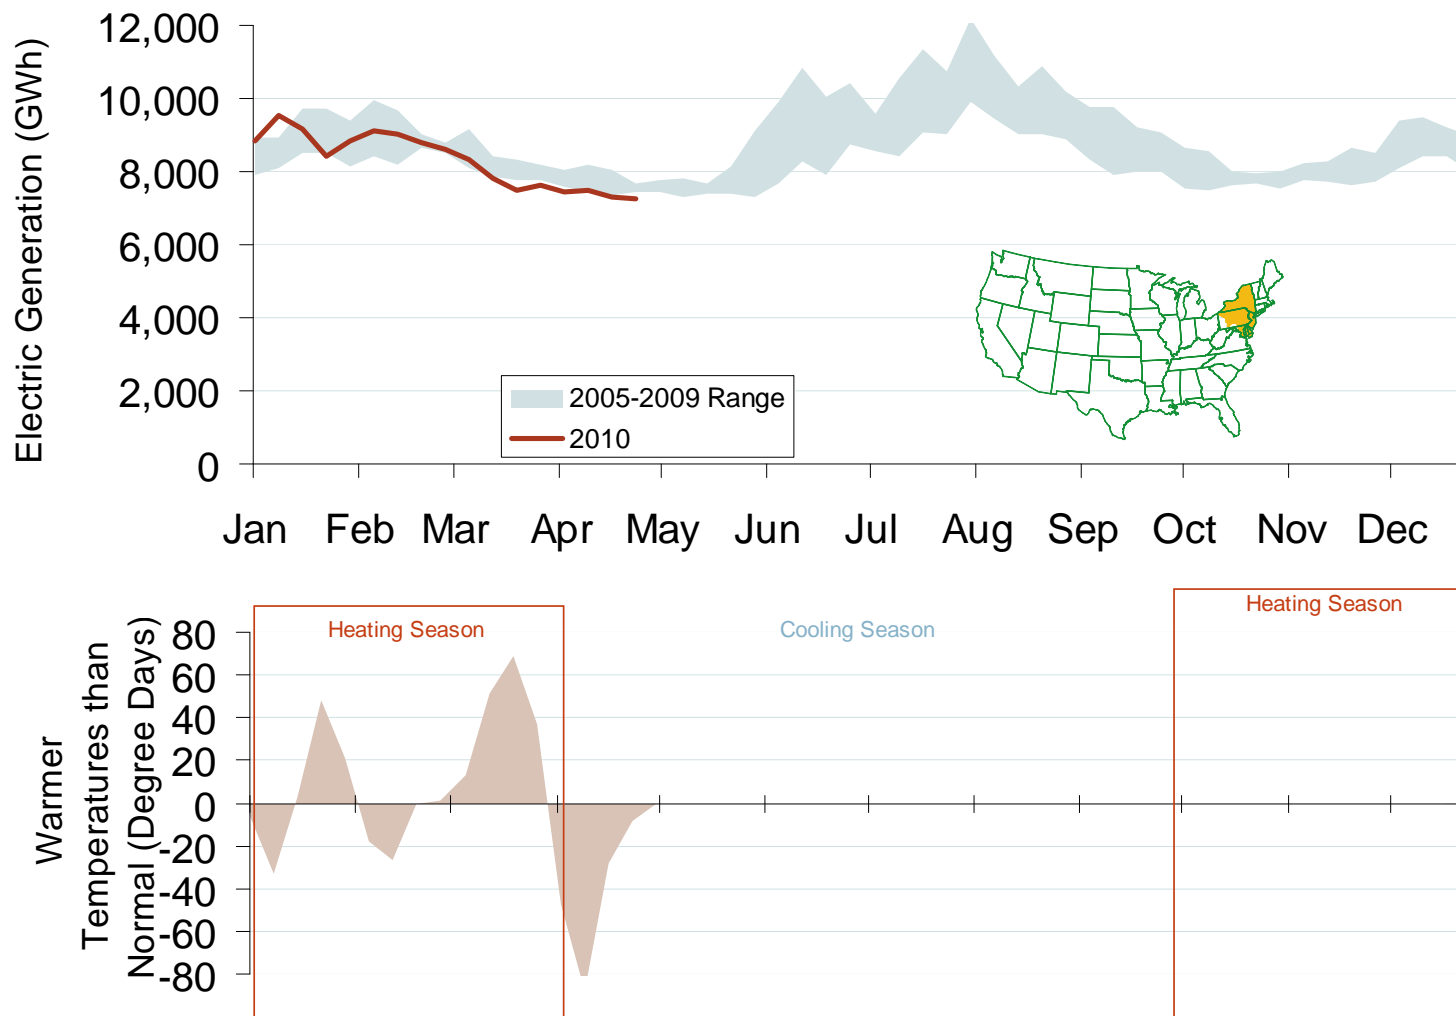 Electric Generation (GWh)
12,000
10,000
8,000
6,000
4,000
2,000
0
2005-2009 Range
2010
Jan Feb Mar Apr May Jun Jul Aug Sep Oct Nov Dec
Warmer
Temperatures than
Normal (Degree Days)
80
60
40
20
0
-20
-40
-60
-80
Heating Season
Cooling Season
Heating Season